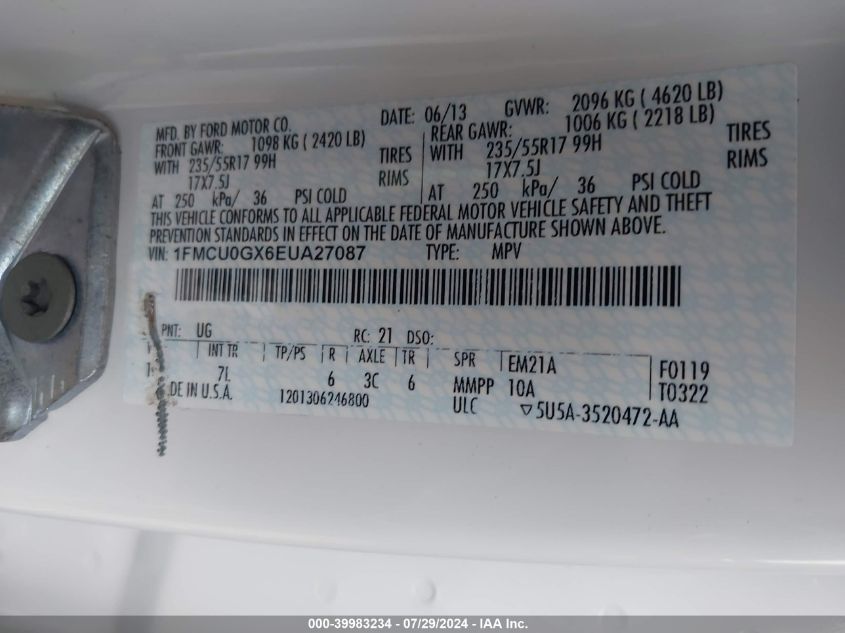 MFD. BY FORD MOTOR CO. DATE: 06/13 GVWR: 2096 KG ( 4620 LB)
FRONT GAWR: 1098 KG ( 2420 LB) REAR GAWR: 1006 KG ( 2218 LB)
WITH 235/55R17 99H TIRES WITH 235/55R17 99H TIRES
17X7.5J RIMS 17X7.5J RIMS
AT 250 kPa/ 36 PSI COLD AT 250 kPa/ 36 PSI COLD
THIS VEHICLE CONFORMS TO ALL APPLICABLE FEDERAL MOTOR VEHICLE SAFETY AND THEFT
PREVENTION STANDARDS IN EFFECT ON THE DATE OF MANUFACTURE SHOWN ABOVE.
VIN: 1FMCU0GX6EUA27087 TYPE: MPV
PNT: UG RC: 21 DSO:
INT TR TP/PS R AXLE TR SPR EM21A F0119
7L 6 3C 6 MMPP 10A T0322
DE IN U.S.A. 1201306246800 ULC ▽5U5A-3520472-AA
000-39983234 / 07/29/2024 - IAA Inc.